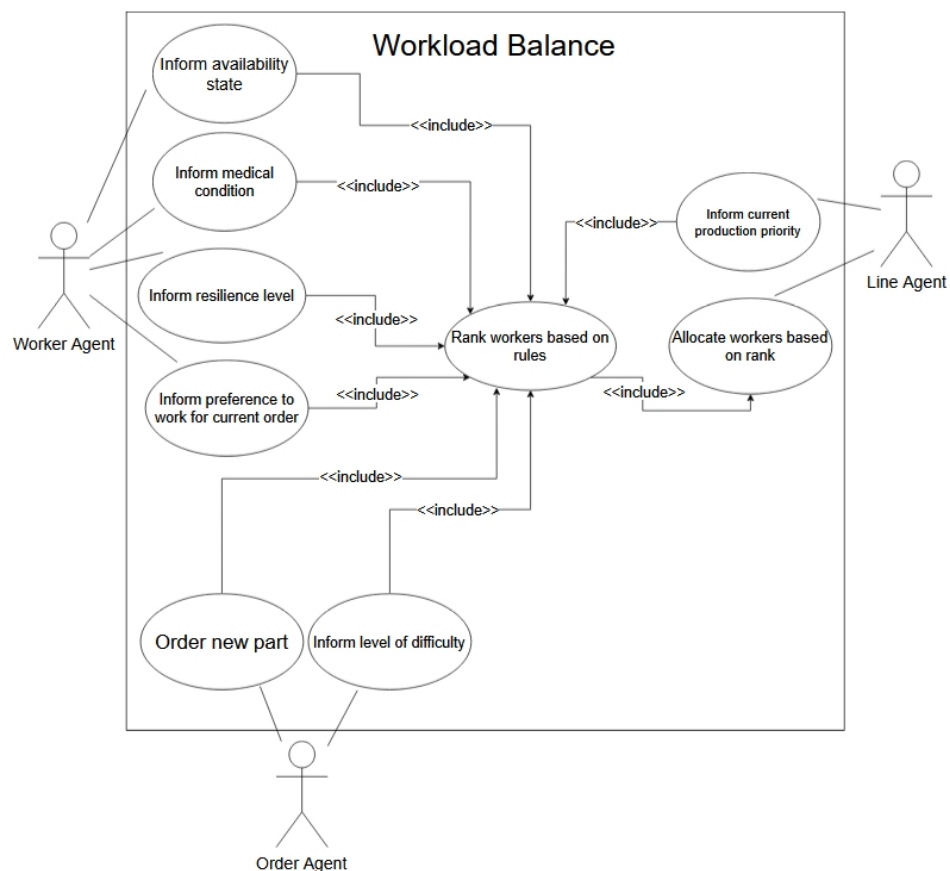 Workload Balance
Inform availability
state
<<include>>
Inform medical
condition
<<include>>
Inform current
production priority
<<include>>
Line Agent
Worker Agent
Inform resilience level
<<include>>
Rank workers based on
rules
Allocate workers based
on rank
Inform preference to
work for current order
<<include>>
<<include>>
<<include>>
<<include>>
Order new part
Inform level of difficulty
Order Agent